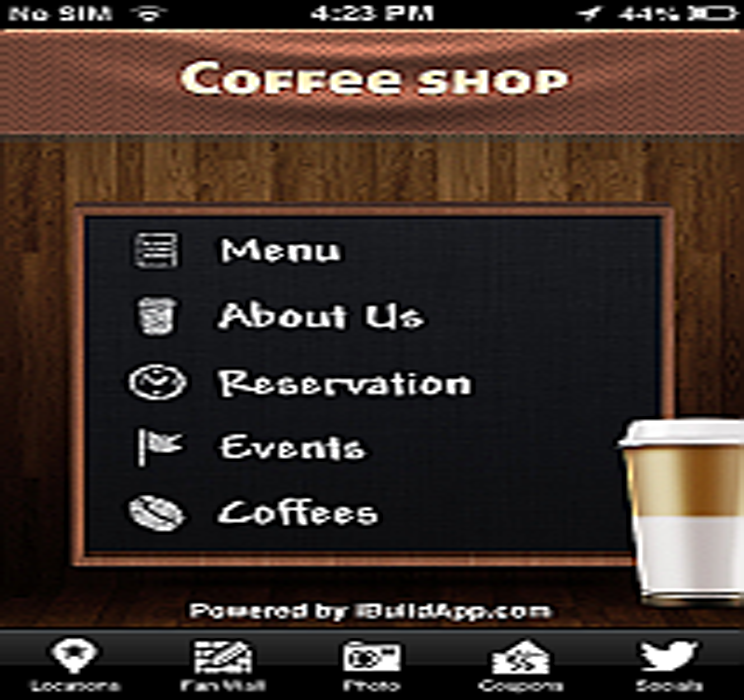 No SIM 4:23 PM 44%
Coffee shop
Menu
About Us
Reservation
Events
Coffees
Powered by iBuildApp.com
Locations Fan Wall Photo Coupons Socials